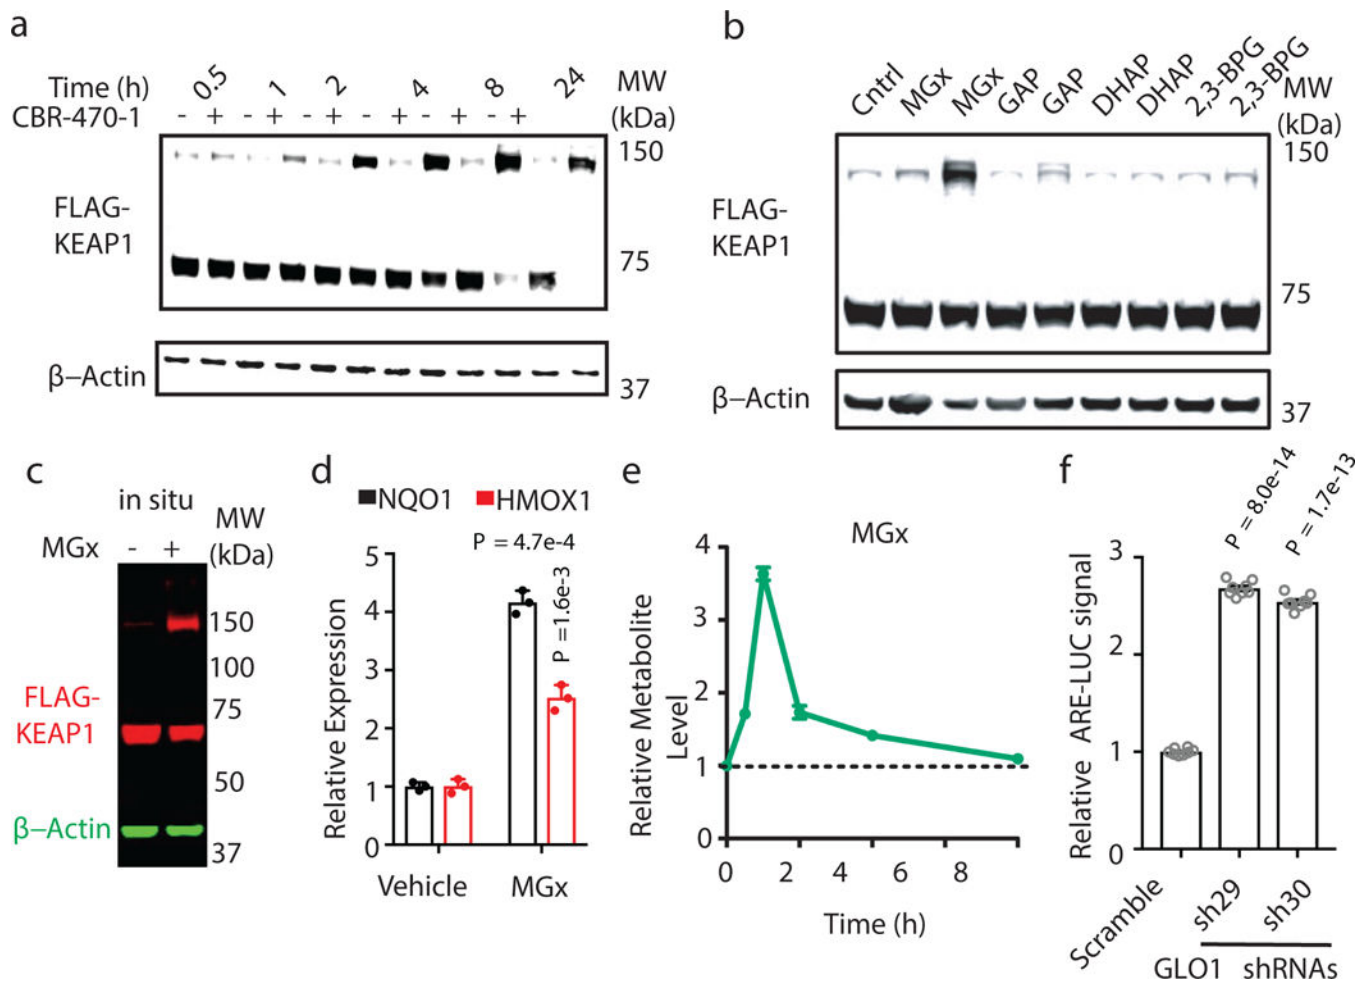 a
Time (h) 0.5 1 2 4 8 24 MW
CBR-470-1 - + - + - + - + - + - + (kDa)
150
FLAG-
KEAP1
75
β–Actin
37
b
Cntrl MGx MGx GAP GAP DHAP DHAP 2,3-BPG 2,3-BPG MW
(kDa)
150
FLAG-
KEAP1
75
β–Actin
37
c
in situ
MW
MGx - + (kDa)
150
100
FLAG-
75
KEAP1
50
β–Actin
37
d
NQO1 HMOX1
P = 4.7e-4
P =1.6e-3
Relative Expression
5
4
3
2
1
0
Vehicle MGx
e
MGx
Relative Metabolite
Level
4
3
2
1
0
0 2 4 6 8
Time (h)
f
P = 8.0e-14
P = 1.7e-13
Relative ARE-LUC signal
3
2
1
0
Scramble sh29 sh30
GLO1 shRNAs